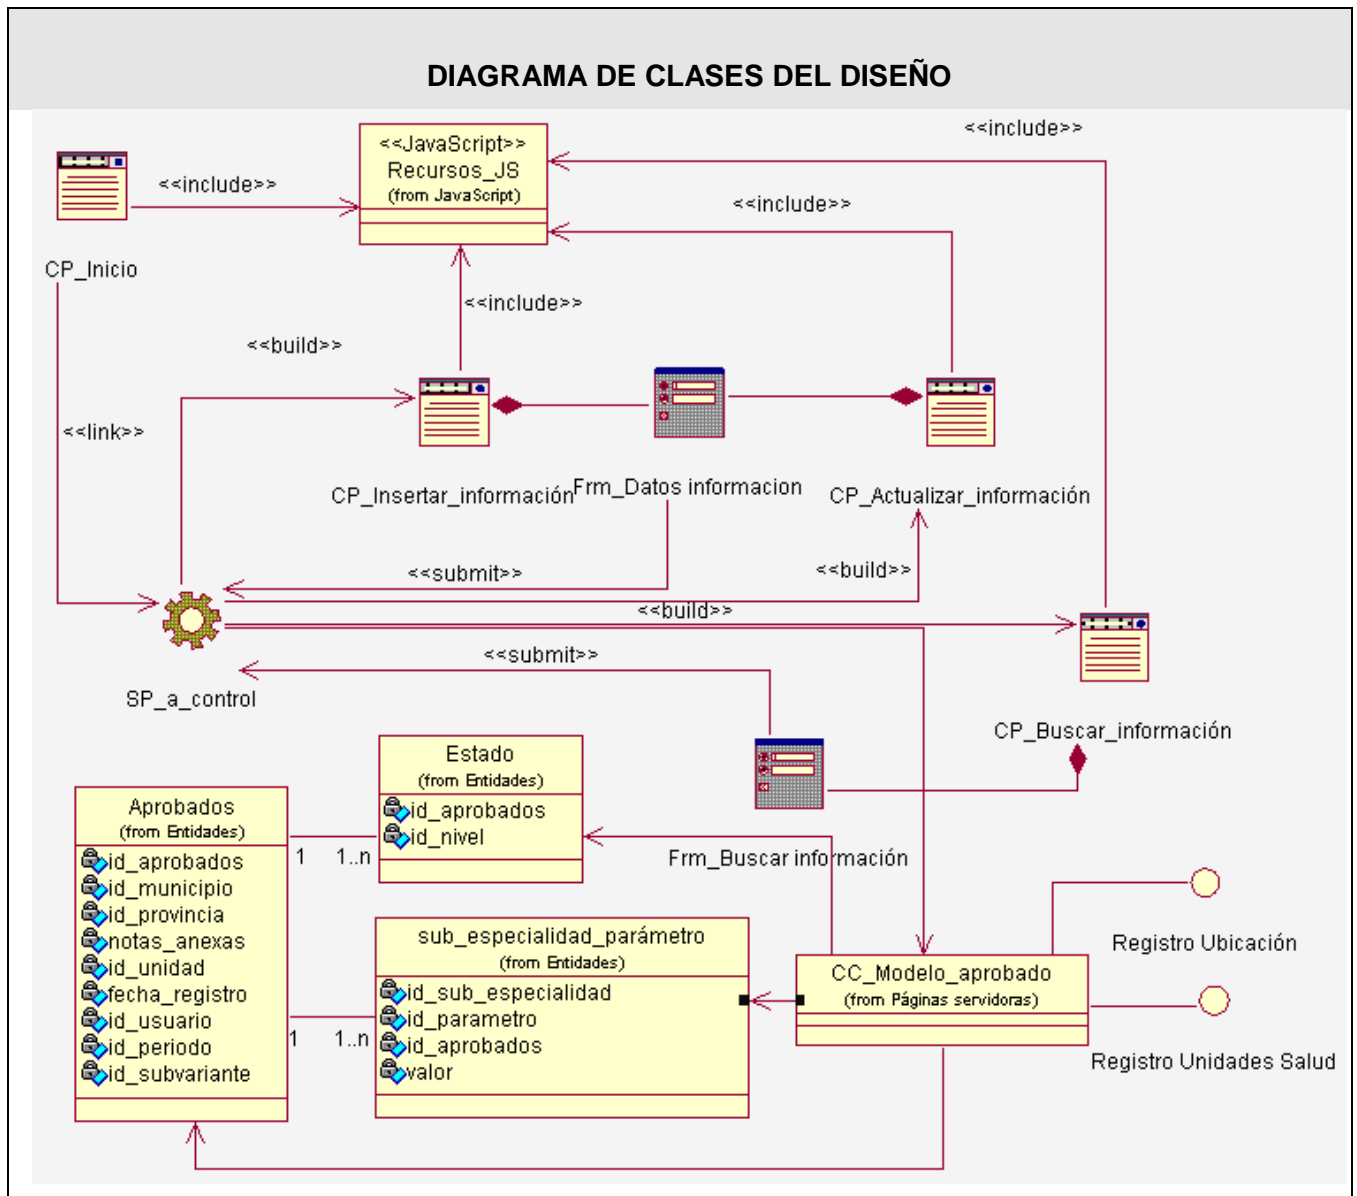 DIAGRAMA DE CLASES DEL DISEÑO
<<include>>
<<JavaScript>>
Recursos_JS
(from JavaScript)
<<include>>
<<include>>
CP_Inicio
<<include>>
<<build>>
<<link>>
CP_Insertar_información
Frm_Datos informacion
CP_Actualizar_información
<<submit>>
<<build>>
<<build>>
<<submit>>
SP_a_control
CP_Buscar_información
Estado
(from Entidades)
id_aprobados
id_nivel
Aprobados
(from Entidades)
id_aprobados
id_municipio
id_provincia
notas_anexas
id_unidad
fecha_registro
id_usuario
id_periodo
id_subvariante
1
1..n
Frm_Buscar información
sub_especialidad_parámetro
(from Entidades)
id_sub_especialidad
id_parametro
id_aprobados
valor
1
1..n
CC_Modelo_aprobado
(from Páginas servidoras)
Registro Ubicación
Registro Unidades Salud